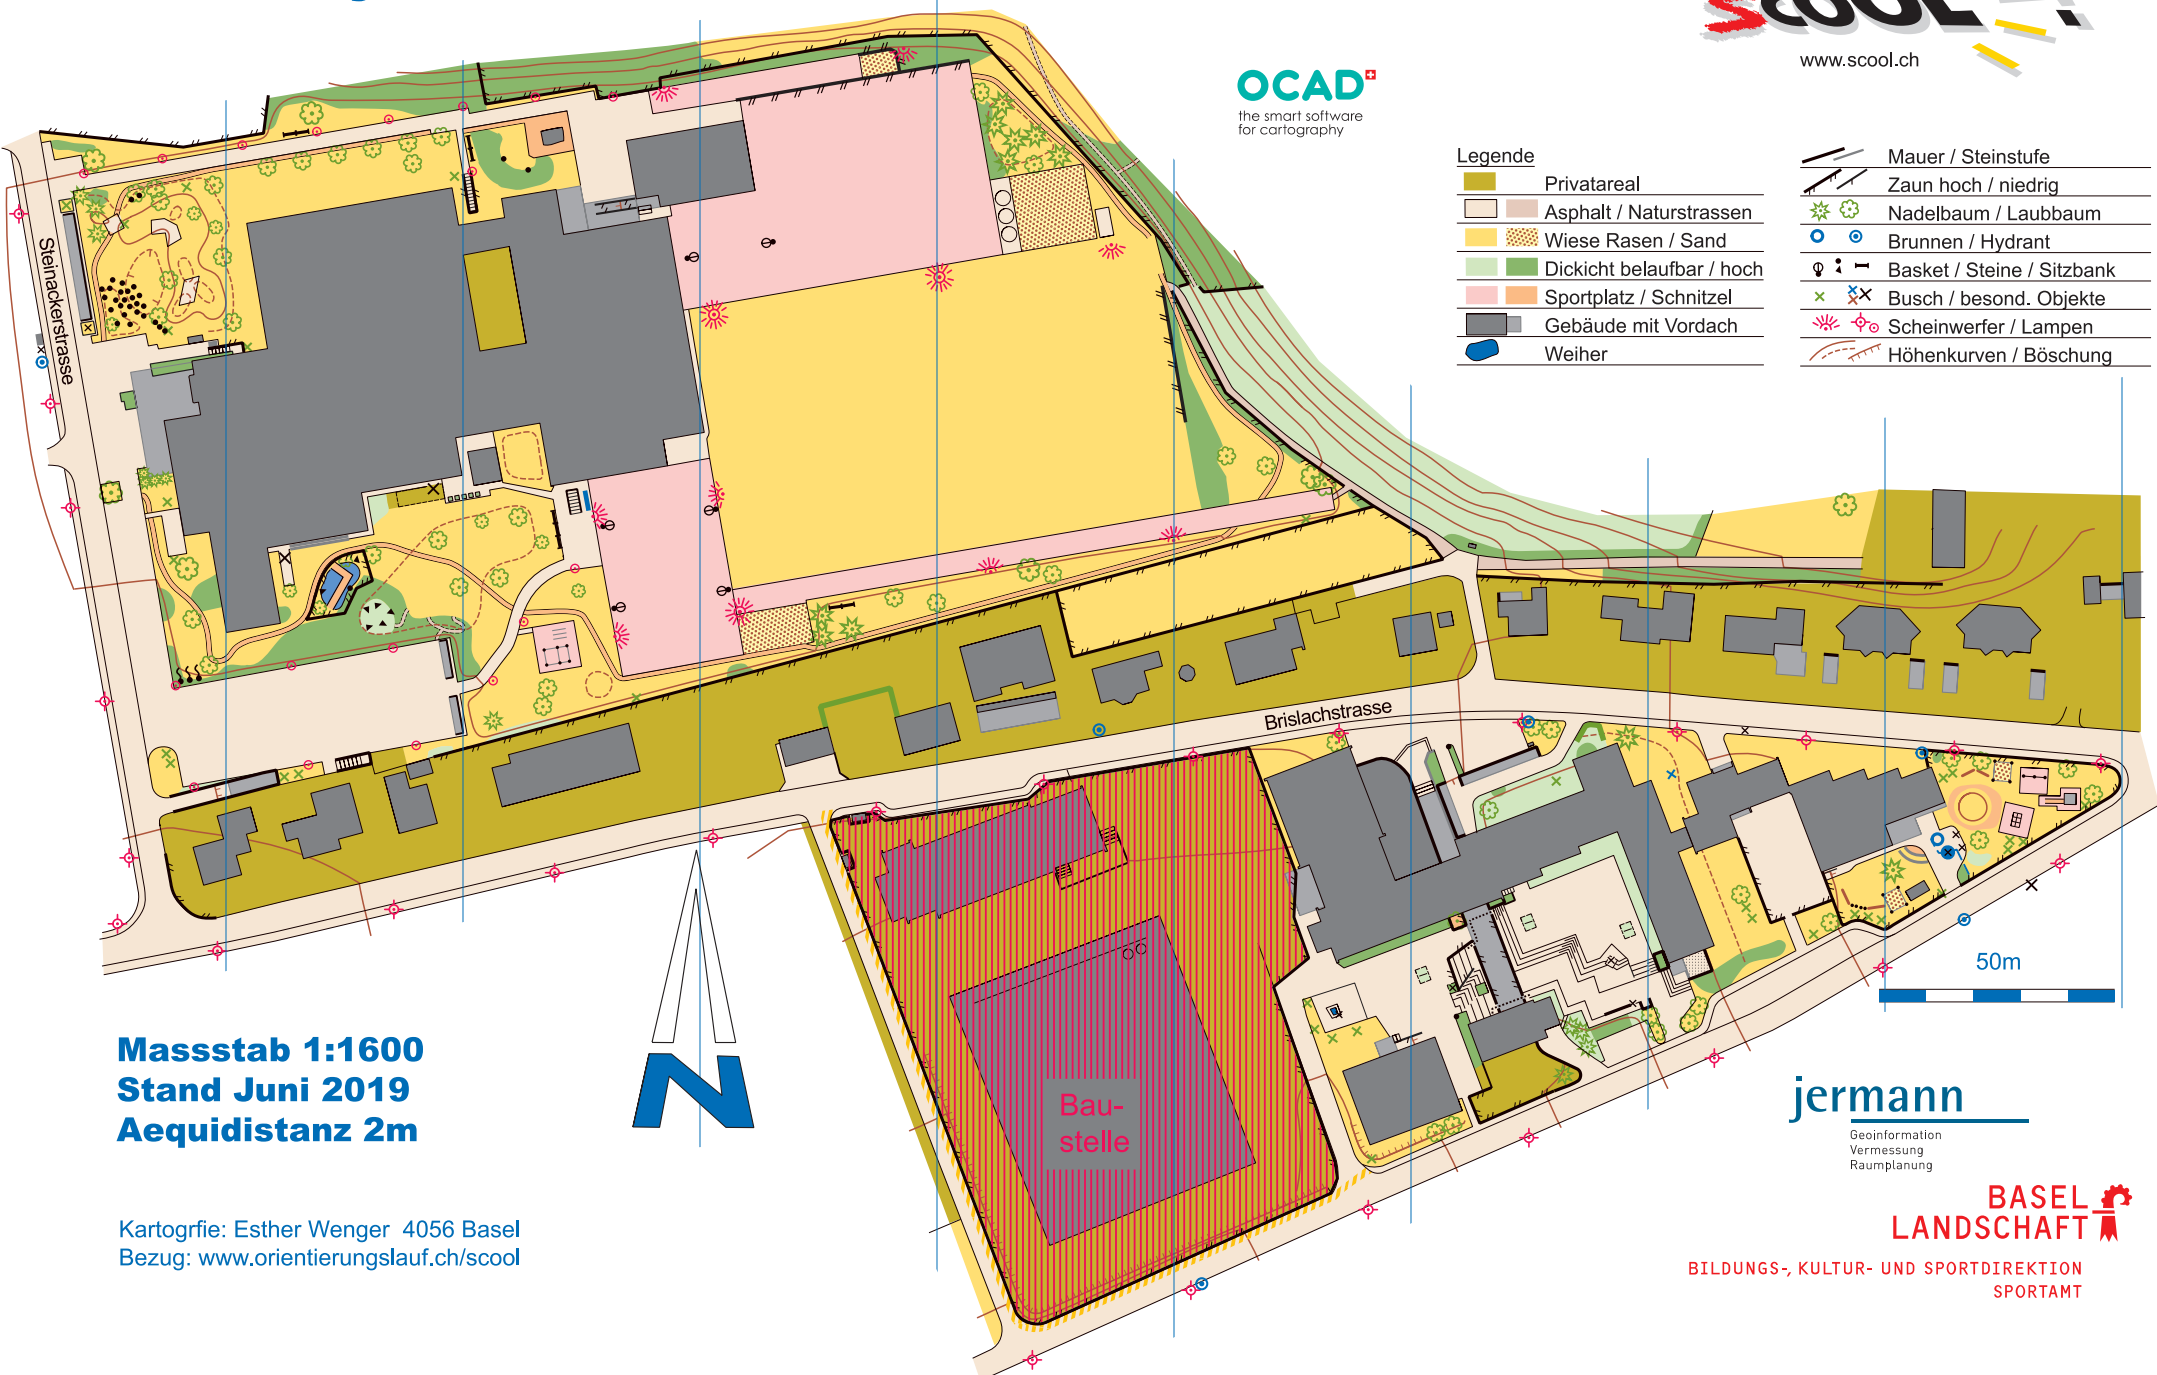 scool
www.scool.ch
OCAD
the smart software
for cartography
Legende
Privatareal
Asphalt / Naturstrassen
Wiese Rasen / Sand
Dickicht belaufbar / hoch
Sportplatz / Schnitzel
Gebäude mit Vordach
Weiher
Mauer / Steinstufe
Zaun hoch / niedrig
Nadelbaum / Laubbaum
Brunnen / Hydrant
Basket / Steine / Sitzbank
Busch / besond. Objekte
Scheinwerfer / Lampen
Höhenkurven / Böschung
Steinackerstrasse
Brislachstrasse
50m
Massstab 1:1600
Stand Juni 2019
Aequidistanz 2m
N
Bau-
stelle
Kartogrfie: Esther Wenger 4056 Basel
Bezug: www.orientierungslauf.ch/scool
jermann
Geoinformation
Vermessung
Raumplanung
BASEL
LANDSCHAFT
BILDUNGS-, KULTUR- UND SPORTDIREKTION
SPORTAMT